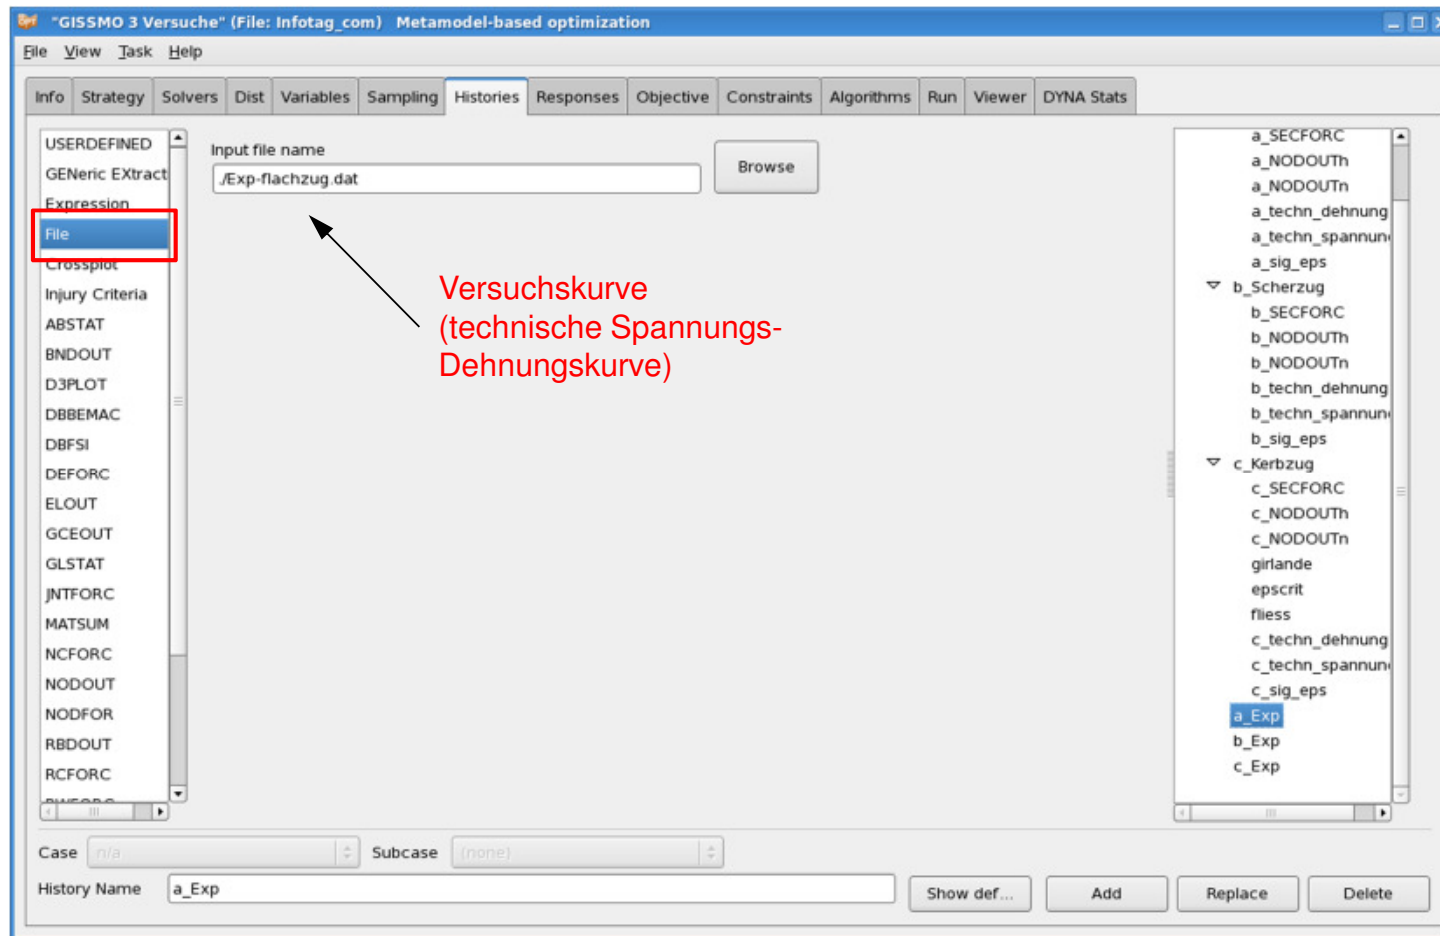 "GISSMO 3 Versuche" (File: Infotag_com) Metamodel-based optimization
File View Task Help
Info Strategy Solvers Dist Variables Sampling Histories Responses Objective Constraints Algorithms Run Viewer DYNA Stats
USERDEFINED
GENeric EXtract
Expression
File
Crossplot
Injury Criteria
ABSTAT
BNDOUT
D3PLOT
DBBEMAC
DBFSI
DEFORC
ELOUT
GCEOUT
GLSTAT
JNTFORC
MATSUM
NCFORC
NODOUT
NODFOR
RBDOUT
RCFORC
Input file name
./Exp-flachzug.dat
Browse
Versuchskurve
(technische Spannungs-
Dehnungskurve)
a_SECFORC
a_NODOUTh
a_NODOUTn
a_techn_dehnung
a_techn_spannun
a_sig_eps
b_Scherzug
b_SECFORC
b_NODOUTh
b_NODOUTn
b_techn_dehnung
b_techn_spannun
b_sig_eps
c_Kerbzug
c_SECFORC
c_NODOUTh
c_NODOUTn
girlande
epscrit
fliess
c_techn_dehnung
c_techn_spannun
c_sig_eps
a_Exp
b_Exp
c_Exp
Case n/a Subcase (none)
History Name a_Exp Show def... Add Replace Delete